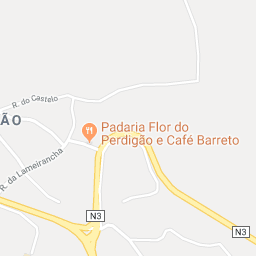 R. do Castelo
ÃO
Padaria Flor do
Perdigão e Café Barreto
R. da Lameirancha
N3
N3